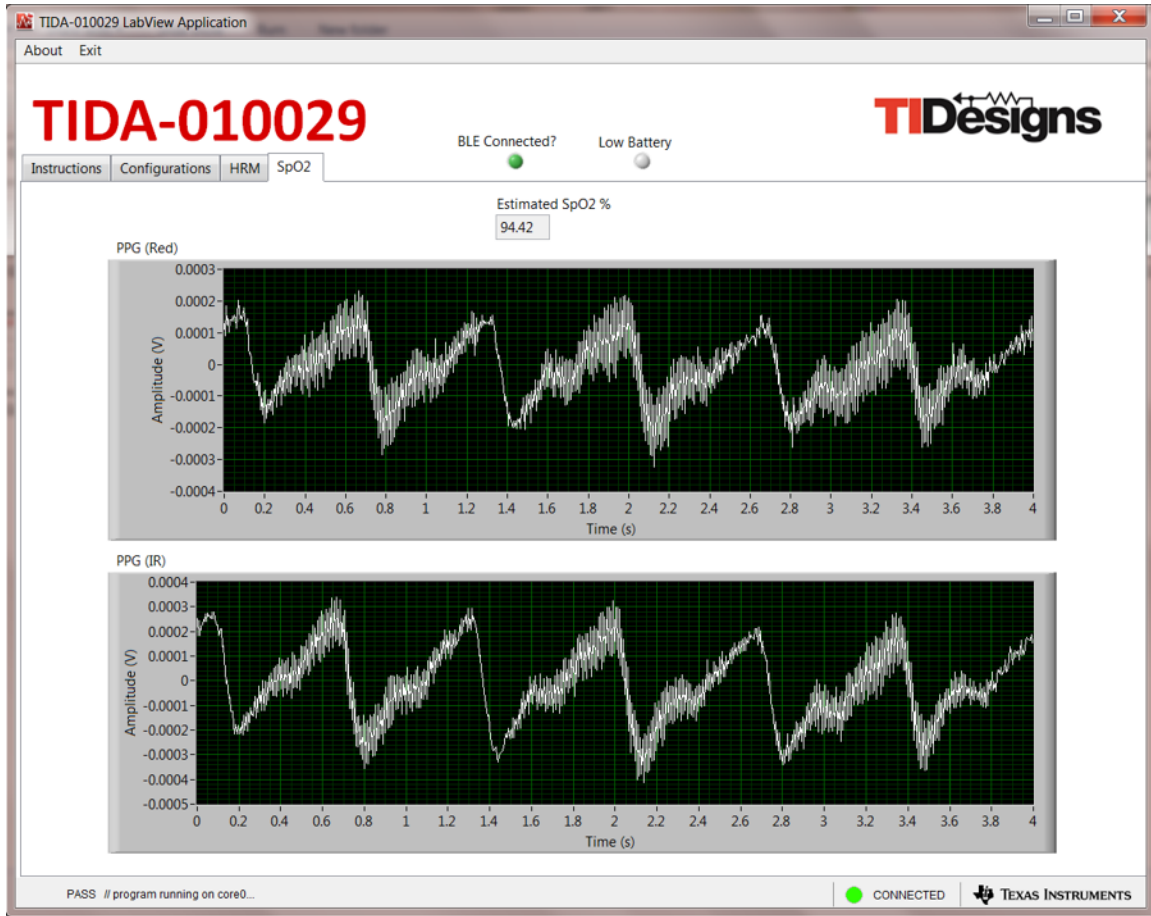 TIDA-010029 LabView Application
About Exit
TIDA-010029
TIDesigns
BLE Connected? Low Battery
Instructions Configurations HRM SpO2
Estimated SpO2 %
94.42
PPG (Red)
0.0003
0.0002
0.0001
0
-0.0001
-0.0002
-0.0003
-0.0004
Amplitude (V)
0 0.2 0.4 0.6 0.8 1 1.2 1.4 1.6 1.8 2 2.2 2.4 2.6 2.8 3 3.2 3.4 3.6 3.8 4
Time (s)
PPG (IR)
0.0004
0.0003
0.0002
0.0001
0
-0.0001
-0.0002
-0.0003
-0.0004
-0.0005
Amplitude (V)
0 0.2 0.4 0.6 0.8 1 1.2 1.4 1.6 1.8 2 2.2 2.4 2.6 2.8 3 3.2 3.4 3.6 3.8 4
Time (s)
PASS // program running on core0... CONNECTED TEXAS INSTRUMENTS